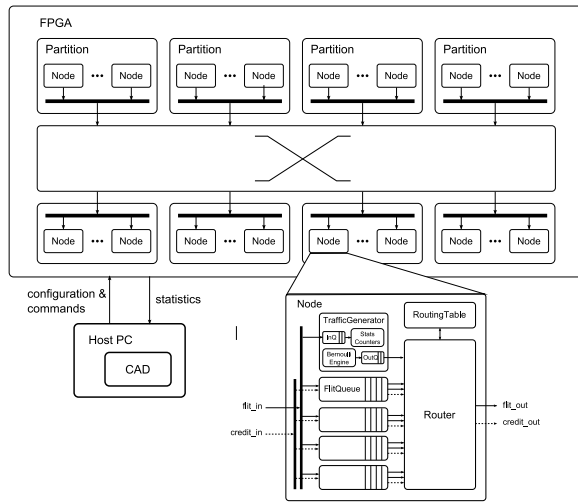 FPGA
Partition
Partition
Partition
Partition
Node ••• Node
Node ••• Node
Node ••• Node
Node ••• Node
Node ••• Node
Node ••• Node
Node ••• Node
Node ••• Node
configuration &
commands
statistics
Host PC
CAD
Node
TrafficGenerator
InQ
Stats
Counters
Bernoulli
Engine
OutQ
RoutingTable
FlitQueue
Router
flit_in
credit_in
flit_out
credit_out